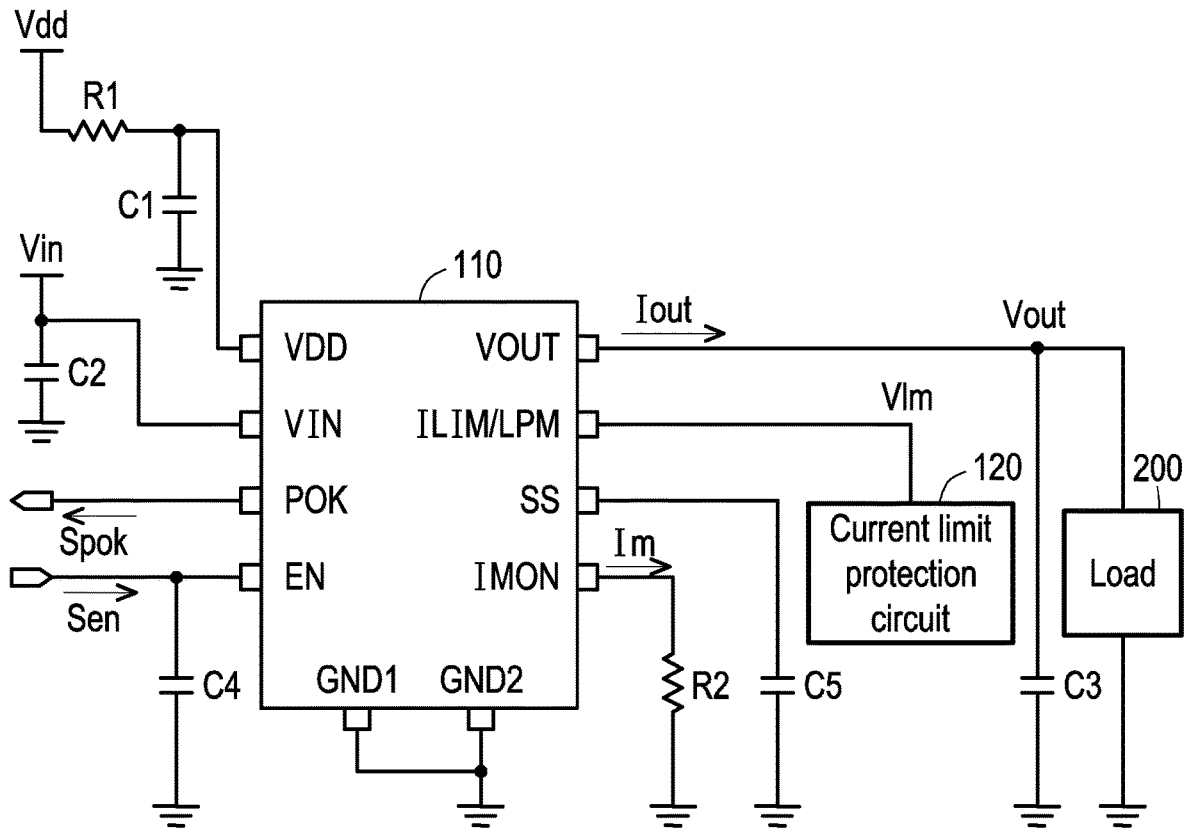 Vdd
R1
C1
Vin
C2
110
VDD
VOUT
VIN
ILIM/LPM
POK
SS
EN
IMON
GND1
GND2
Iout
Vout
Vlm
120
200
Current limit
protection
circuit
Load
Spok
Im
Sen
C4
R2
C5
C3